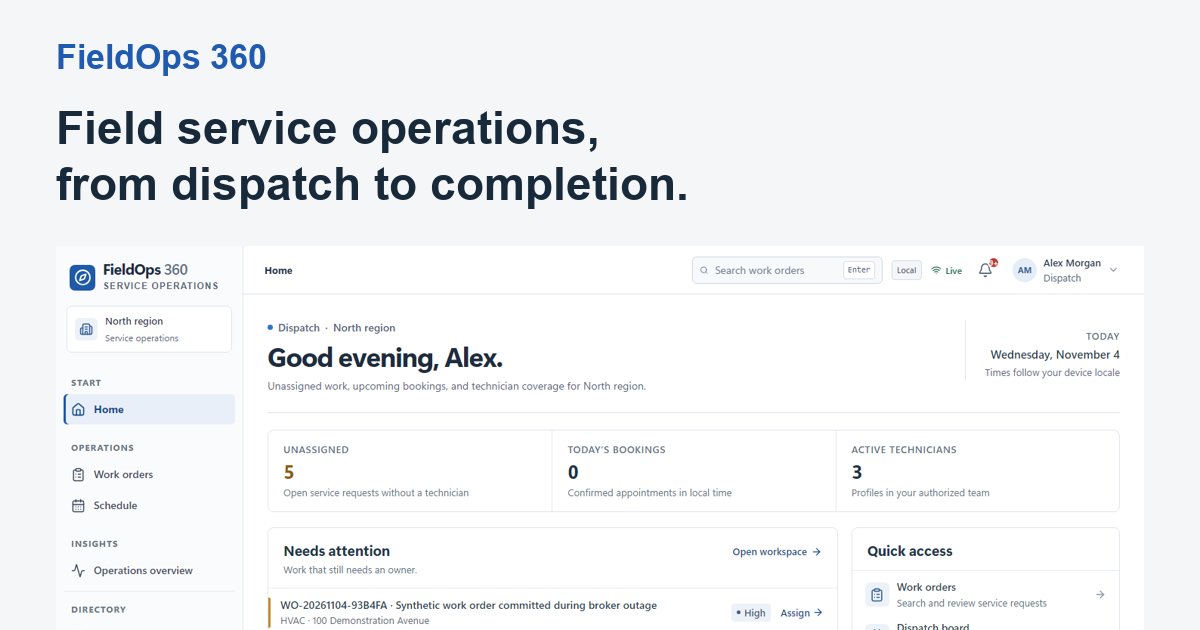 FieldOps 360
Field service operations,
from dispatch to completion.
FieldOps 360
SERVICE OPERATIONS
North region
Service operations
START
Home
OPERATIONS
Work orders
Schedule
INSIGHTS
Operations overview
DIRECTORY
Home
Search work orders
Enter
Local
Live
9+
AM
Alex Morgan
Dispatch
Dispatch · North region
Good evening, Alex.
Unassigned work, upcoming bookings, and technician coverage for North region.
TODAY
Wednesday, November 4
Times follow your device locale
UNASSIGNED
5
Open service requests without a technician
TODAY'S BOOKINGS
0
Confirmed appointments in local time
ACTIVE TECHNICIANS
3
Profiles in your authorized team
Needs attention
Work that still needs an owner.
Open workspace
WO-20261104-93B4FA · Synthetic work order committed during broker outage
HVAC · 100 Demonstration Avenue
High
Assign
Quick access
Work orders
Search and review service requests
Dispatch board